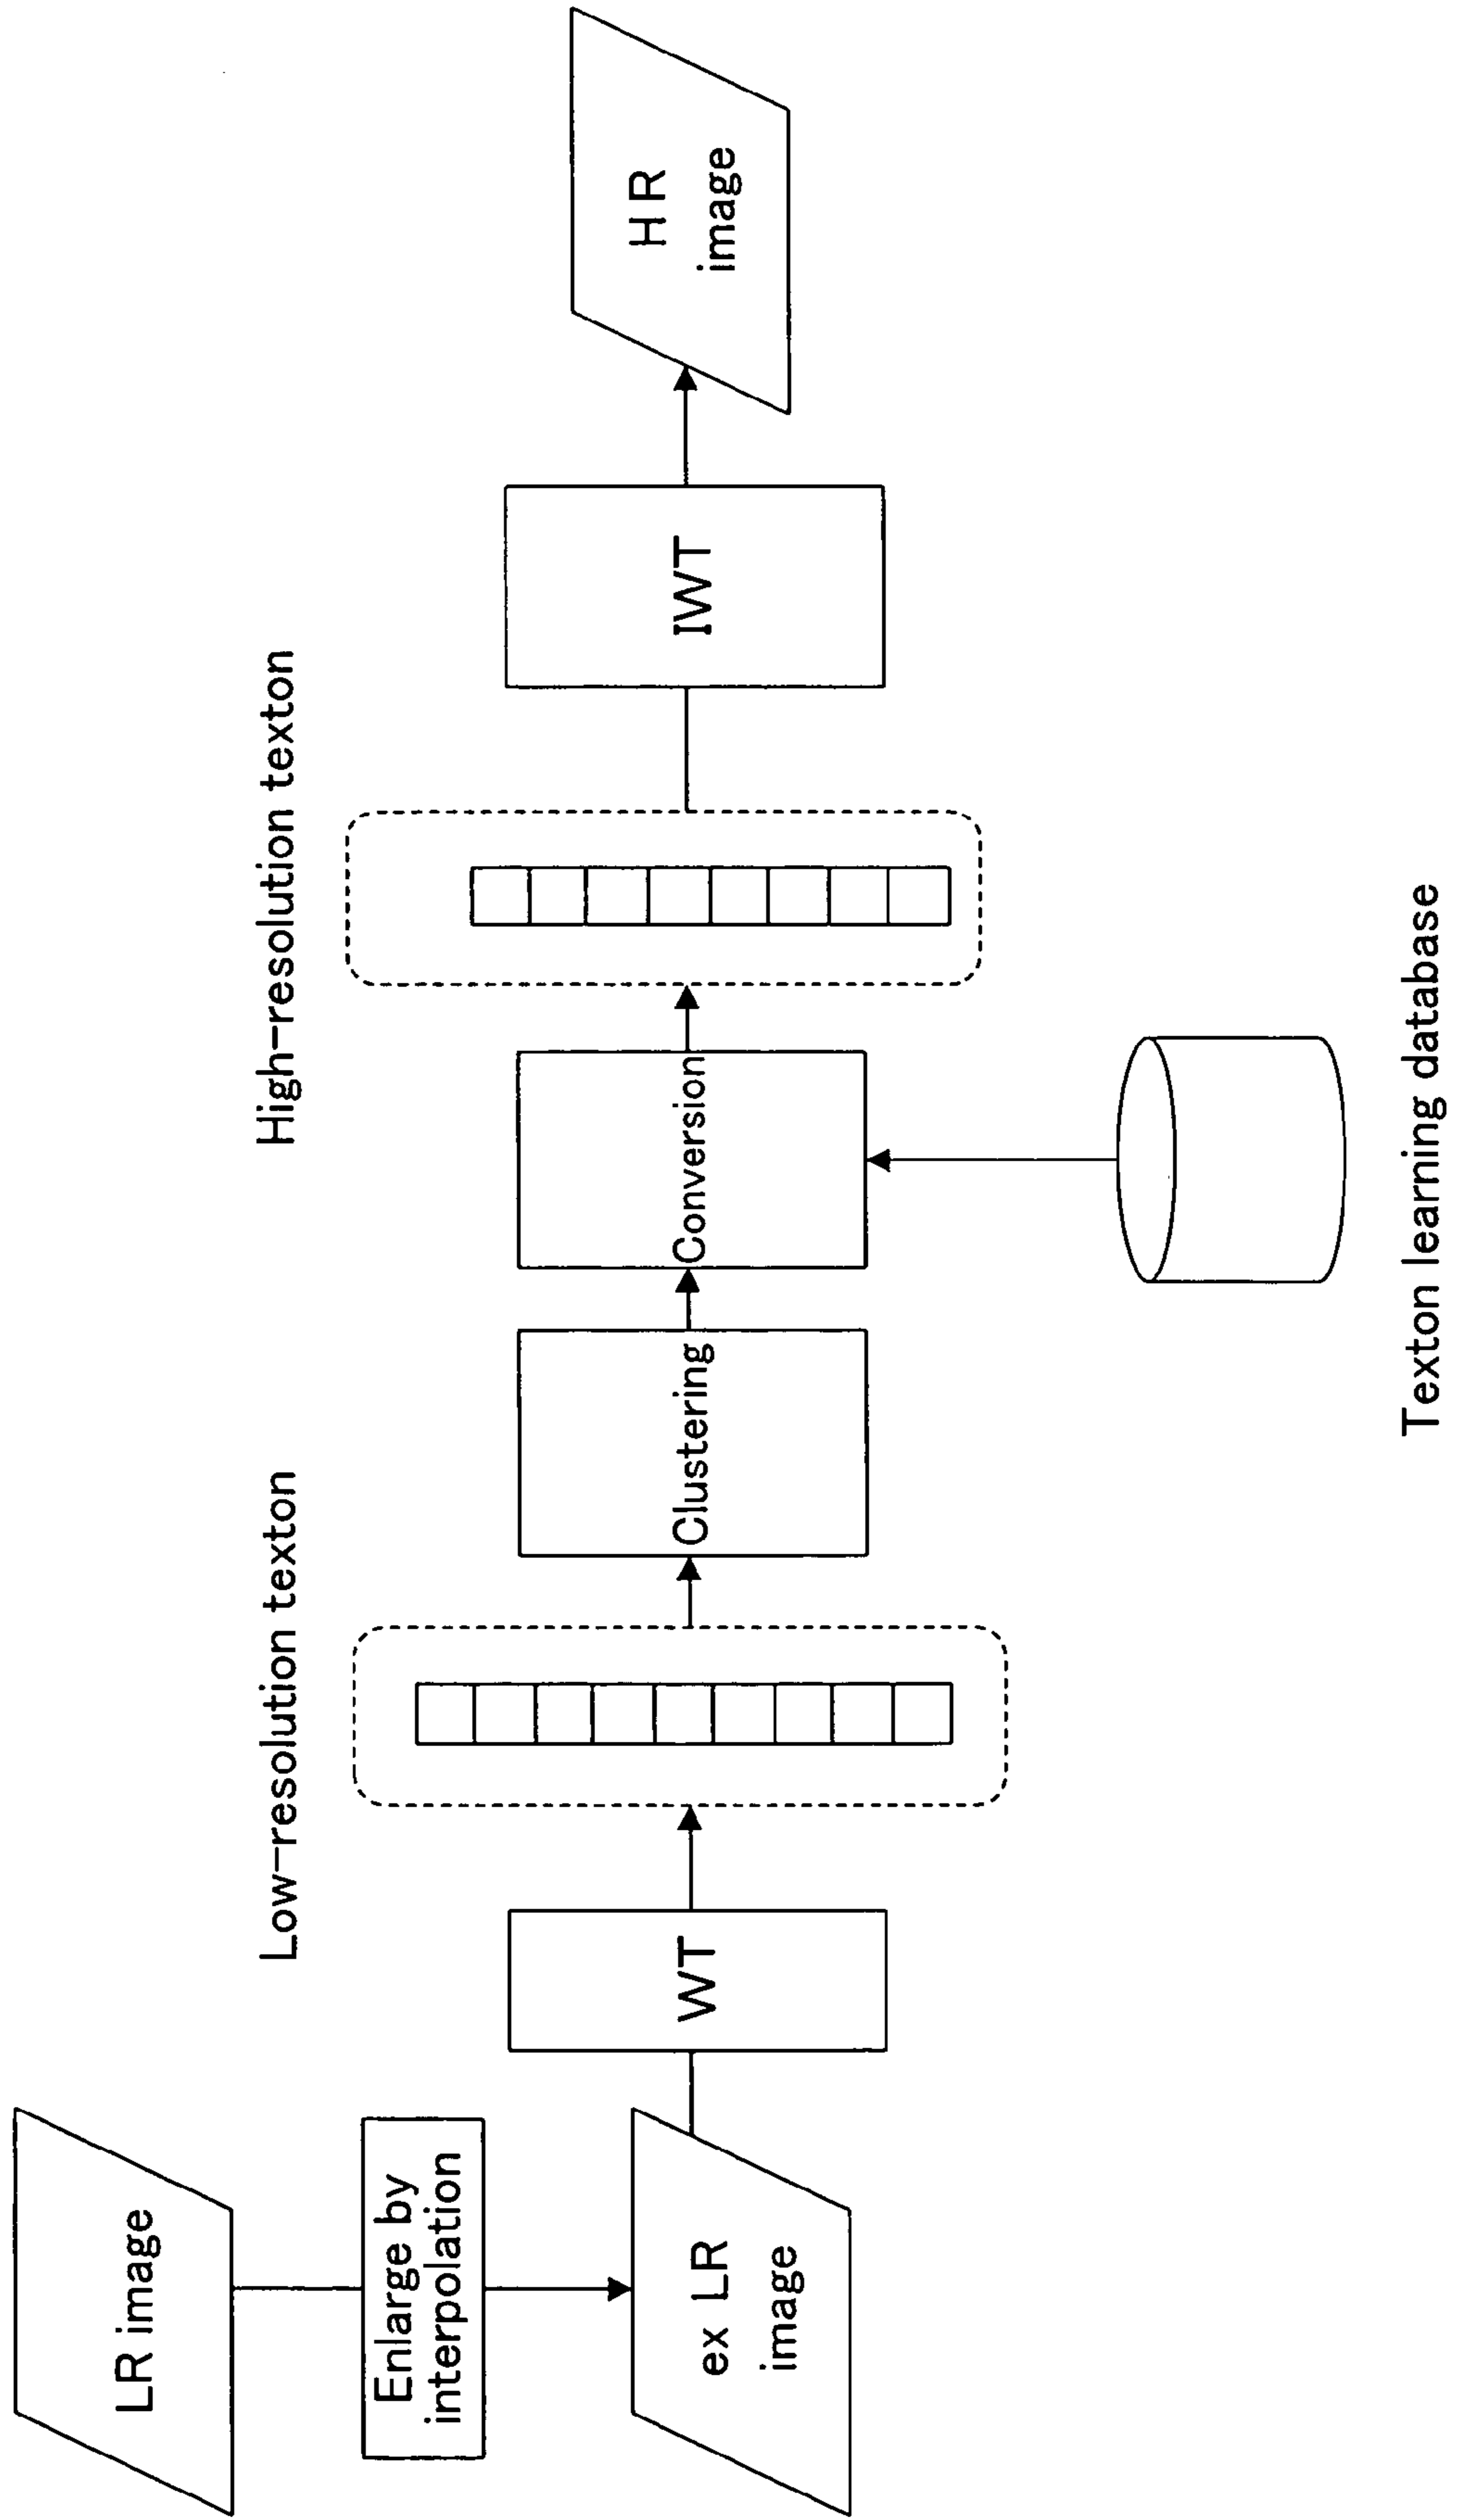 LR image
Enlarge by
interpolation
ex LR
image
WT
Low-resolution texton
Clustering
Conversion
High-resolution texton
IWT
HR
image
Texton learning database